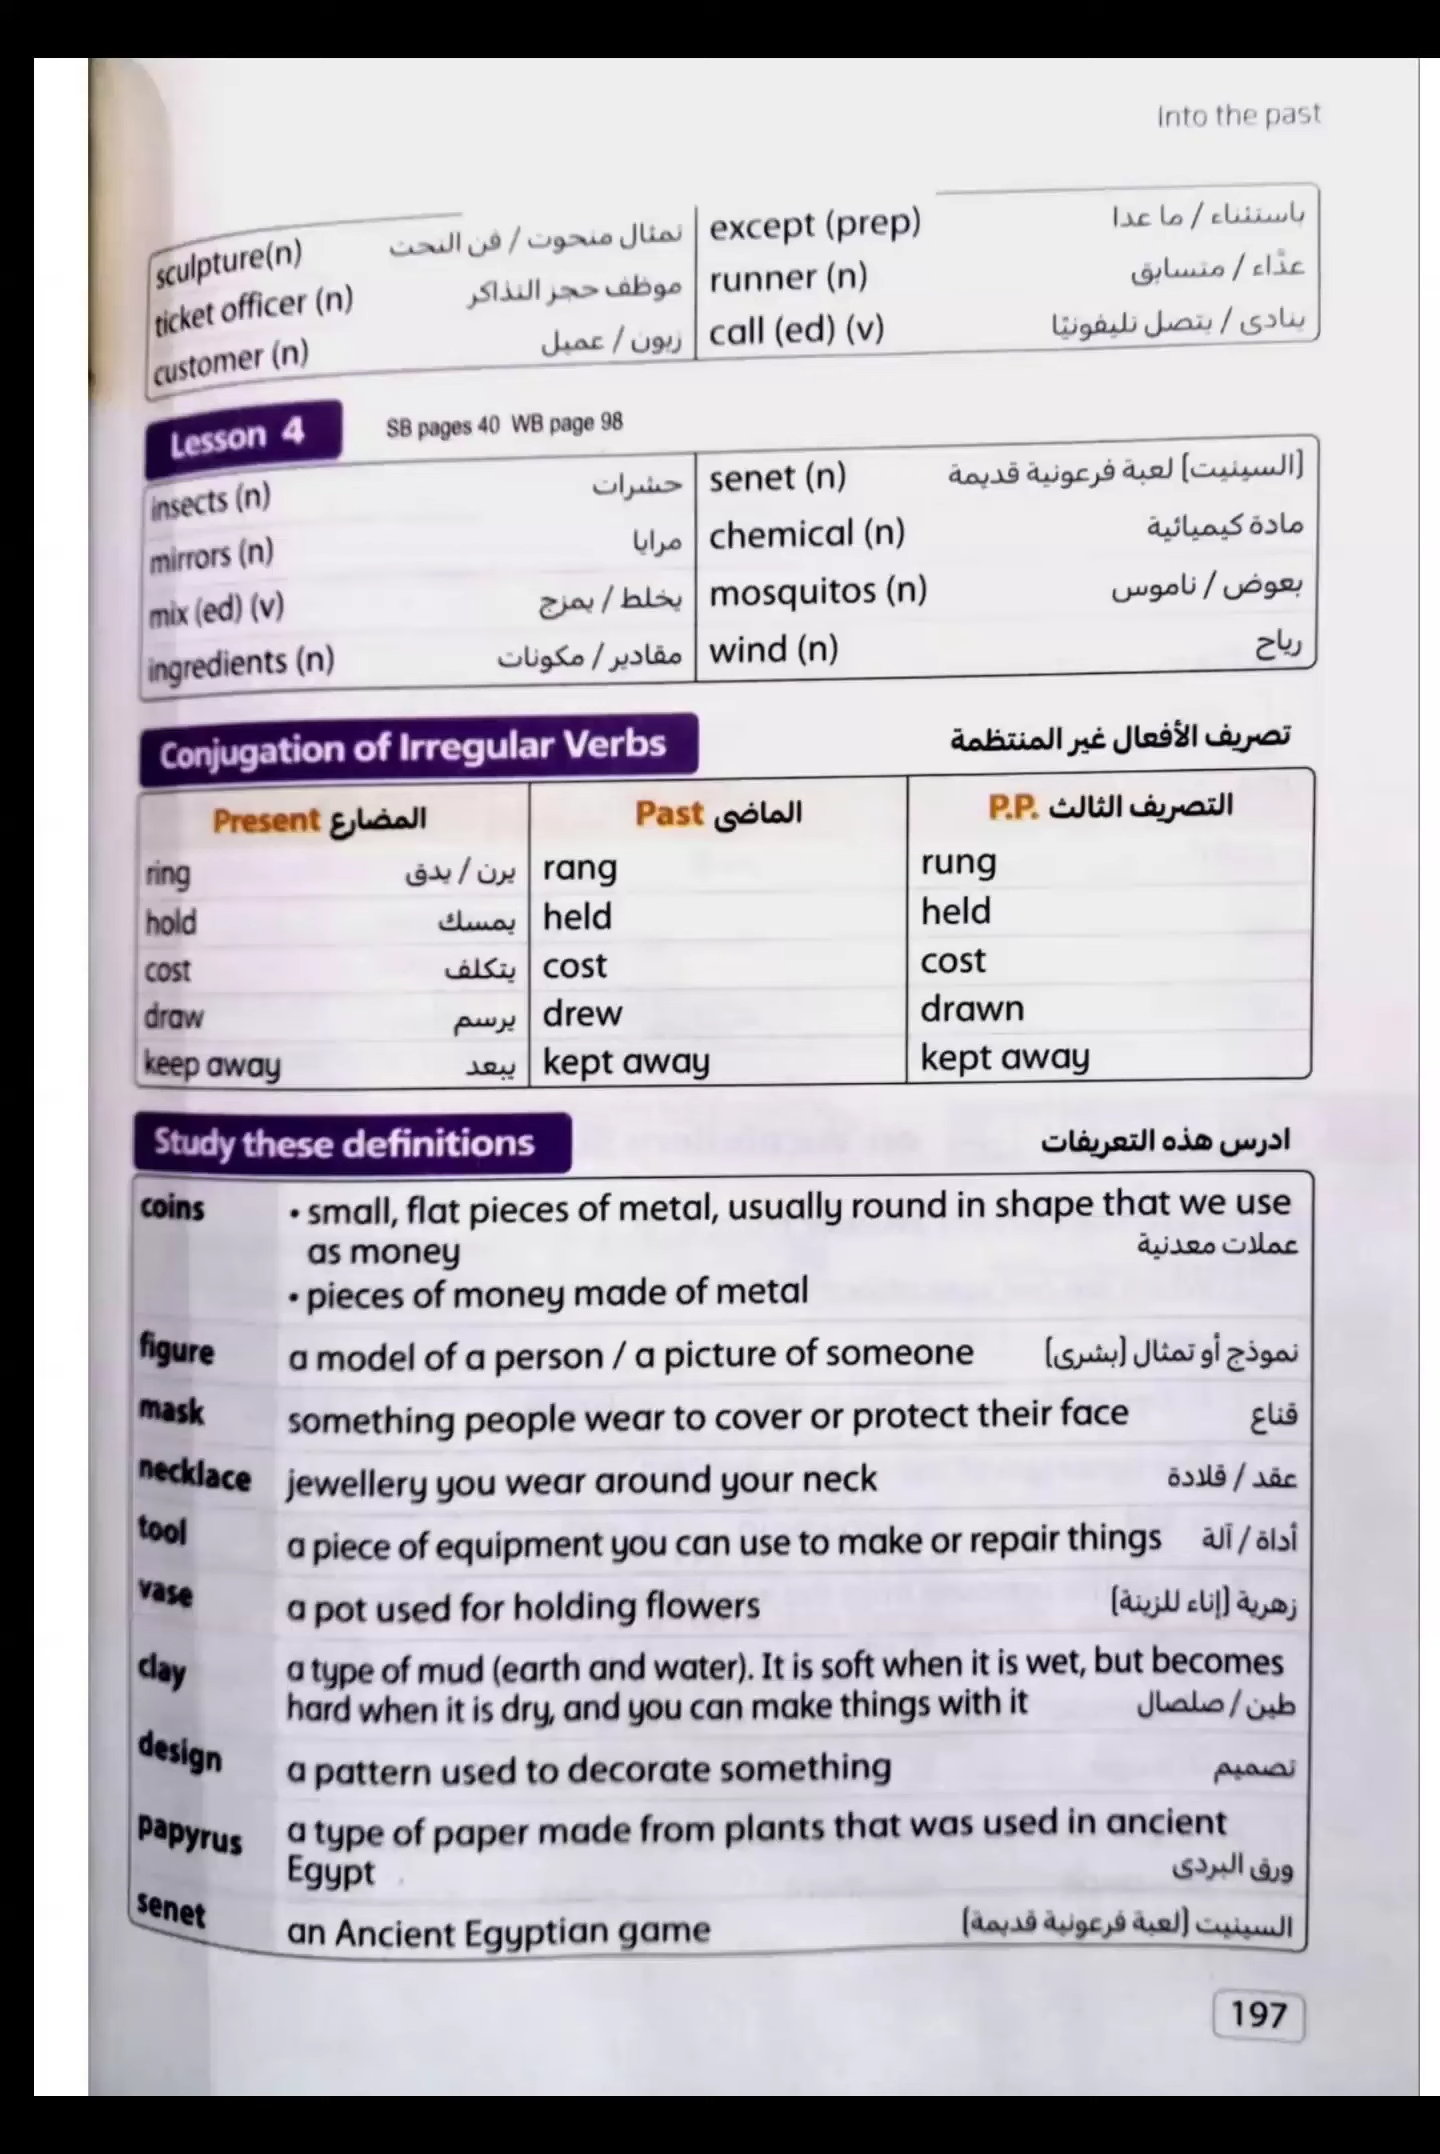 Into the past
sculpture(n) تمثال منحوت / فن النحت except (prep) باستثناء / ما عدا
ticket officer (n) موظف حجز التذاكر runner (n) عدَّاء / متسابق
customer (n) زبون / عميل call (ed) (v) ينادى / يتصل تليفونيًا
Lesson 4 SB pages 40 WB page 98
insects (n) حشرات senet (n) (السينيت) لعبة فرعونية قديمة
mirrors (n) مرايا chemical (n) مادة كيميائية
mix (ed) (v) يخلط / يمزج mosquitos (n) بعوض / ناموس
ingredients (n) مقادير / مكونات wind (n) رياح
Conjugation of Irregular Verbs تصريف الأفعال غير المنتظمة
Present المضارع Past الماضى P.P. التصريف الثالث
ring يرن / يدق rang rung
hold يمسك held held
cost يتكلف cost cost
draw يرسم drew drawn
keep away يبعد kept away kept away
Study these definitions ادرس هذه التعريفات
coins • small, flat pieces of metal, usually round in shape that we use
as money عملات معدنية
• pieces of money made of metal
figure a model of a person / a picture of someone نموذج أو تمثال (بشرى)
mask something people wear to cover or protect their face قناع
necklace jewellery you wear around your neck عقد / قلادة
tool a piece of equipment you can use to make or repair things أداة / آلة
vase a pot used for holding flowers زهرية (إناء للزينة)
clay a type of mud (earth and water). It is soft when it is wet, but becomes
hard when it is dry, and you can make things with it طين / صلصال
design a pattern used to decorate something تصميم
papyrus a type of paper made from plants that was used in ancient
Egypt ورق البردى
senet an Ancient Egyptian game السينيت (لعبة فرعونية قديمة)
197